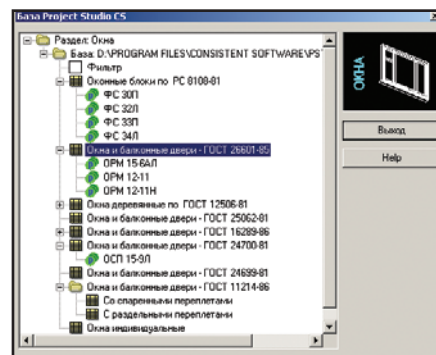 База Project Studio CS
Раздел: Окна
База: D:\PROGRAM FILES\CONSISTENT SOFTWARE\PS
Фильтр
Оконные блоки по РС 8108-81
ФС 30П
ФС 32Л
ФС 33П
ФС 34Л
Окна и балконные двери - ГОСТ 26601-85
ОРМ 15-6АЛ
ОРМ 12-11
ОРМ 12-11Н
Окна деревянные по ГОСТ 12506-81
Окна и балконные двери - ГОСТ 25062-81
Окна и балконные двери - ГОСТ 16289-86
Окна и балконные двери - ГОСТ 24700-81
ОСП 15-9Л
Окна и балконные двери - ГОСТ 24699-81
Окна и балконные двери - ГОСТ 11214-86
Со спаренными переплетами
С раздельными переплетами
Окна индивидуальные
ОКНА
Выход
Help